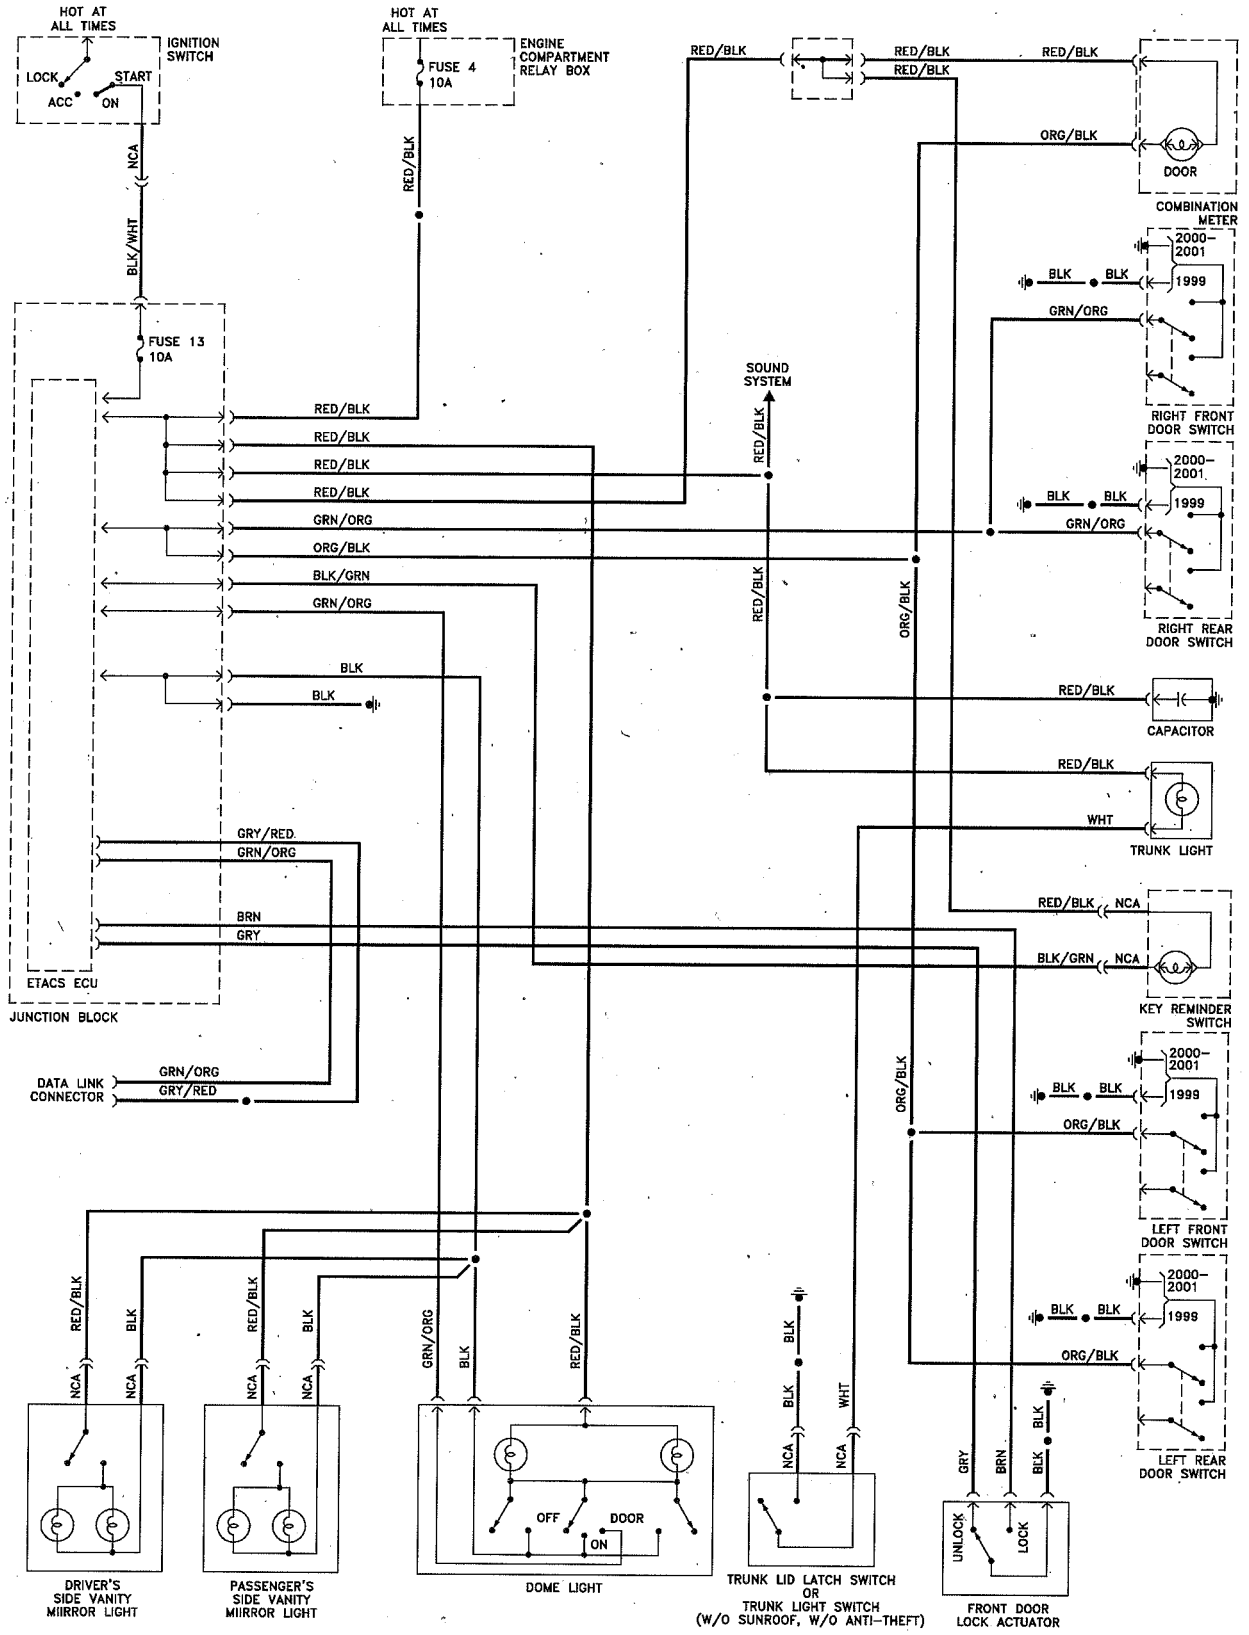 HOT AT
ALL TIMES
IGNITION
SWITCH
LOCK
START
ACC
ON
NCA
BLK/WHT
HOT AT
ALL TIMES
FUSE 4
10A
ENGINE
COMPARTMENT
RELAY BOX
RED/BLK
RED/BLK
RED/BLK
RED/BLK
RED/BLK
ORG/BLK
DOOR
COMBINATION
METER
2000-
2001
1999
BLK
BLK
GRN/ORG
RIGHT FRONT
DOOR SWITCH
FUSE 13
10A
SOUND
SYSTEM
RED/BLK
RED/BLK
RED/BLK
RED/BLK
RED/BLK
GRN/ORG
ORG/BLK
BLK/GRN
GRN/ORG
BLK
BLK
2000-
2001
1999
BLK
BLK
GRN/ORG
RIGHT REAR
DOOR SWITCH
RED/BLK
ORG/BLK
RED/BLK
CAPACITOR
RED/BLK
WHT
TRUNK LIGHT
GRY/RED
GRN/ORG
BRN
GRY
ETACS ECU
JUNCTION BLOCK
RED/BLK
NCA
BLK/GRN
NCA
KEY REMINDER
SWITCH
DATA LINK
CONNECTOR
GRN/ORG
GRY/RED
ORG/BLK
2000-
2001
1999
BLK
BLK
ORG/BLK
LEFT FRONT
DOOR SWITCH
2000-
2001
1999
BLK
BLK
ORG/BLK
LEFT REAR
DOOR SWITCH
RED/BLK
BLK
RED/BLK
BLK
GRN/ORG
BLK
RED/BLK
NCA
NCA
NCA
NCA
BLK
BLK
WHT
NCA
NCA
GRY
BRN
BLK
BLK
OFF
DOOR
ON
UNLOCK
LOCK
DRIVER'S
SIDE VANITY
MIIRROR LIGHT
PASSENGER'S
SIDE VANITY
MIIRROR LIGHT
DOME LIGHT
TRUNK LID LATCH SWITCH
OR
TRUNK LIGHT SWITCH
(W/O SUNROOF, W/O ANTI-THEFT)
FRONT DOOR
LOCK ACTUATOR